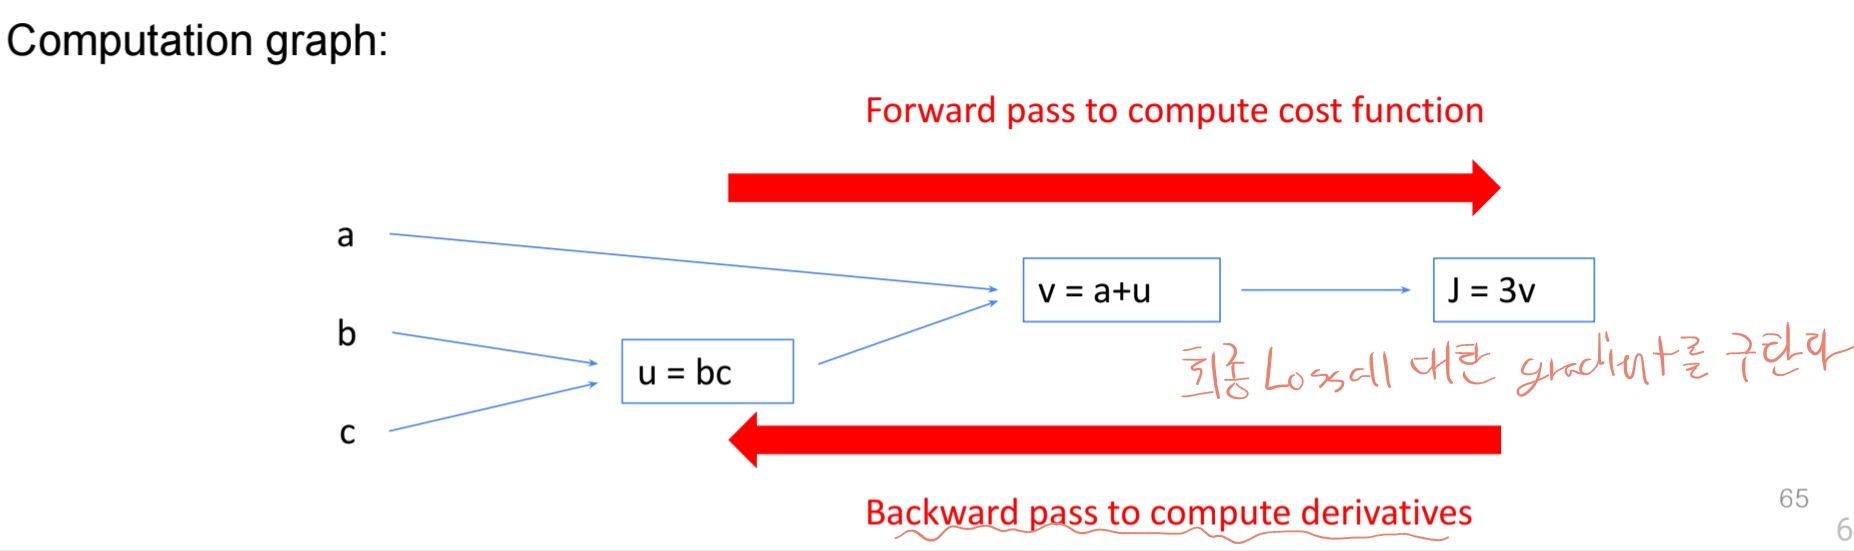 Computation graph:
Forward pass to compute cost function
a
b
c
u = bc
v = a+u
J = 3v
최종 Loss에 대한 gradient를 구한다
Backward pass to compute derivatives
65
6